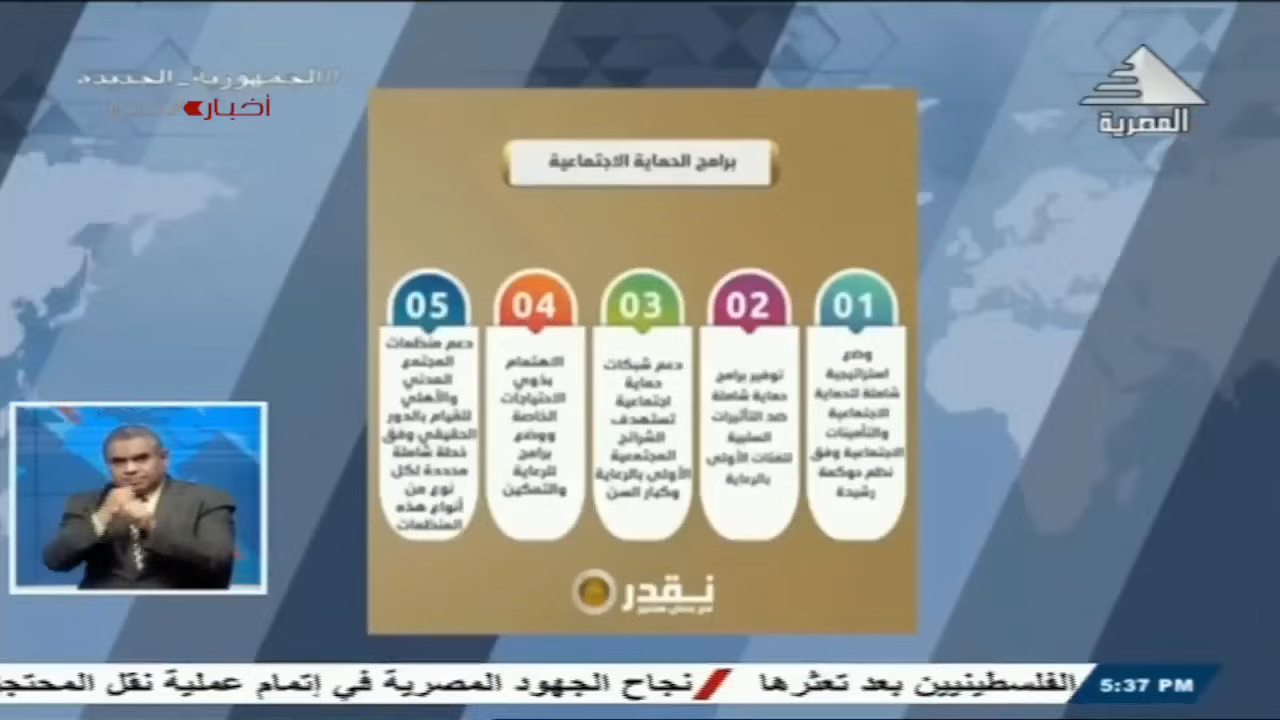 #الجمهورية_الجديدة
أخبار
المصرية
برامج الحماية الاجتماعية
01
وضع
استراتيجية
شاملة للحماية
الاجتماعية
والتأمينات
الاجتماعية وفق
نظم حوكمة
رشيدة
02
توفير برامج
حماية شاملة
ضد التأثيرات
السلبية
للفئات الأولى
بالرعاية
03
دعم شبكات
حماية
اجتماعية
تستهدف
الشرائح
المجتمعية
الأولى بالرعاية
وكبار السن
04
الاهتمام
بذوي
الاحتياجات
الخاصة
ووضع
برامج
للرعاية
والتمكين
05
دعم منظمات
المجتمع
المدني
والأهلي
للقيام بالدور
الحقيقي وفق
خطة شاملة
محددة لكل
نوع من
أنواع هذه
المنظمات
نقدر
الفلسطينيين بعد تعثرها / نجاح الجهود المصرية في إتمام عملية نقل المحتجز
5:37 PM